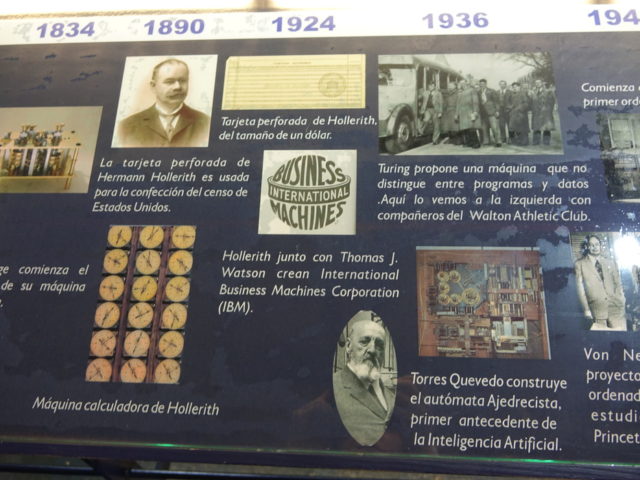 1834
1890
1924
1936
194
Comienza
primer orde
Tarjeta perforada de Hollerith,
del tamaño de un dólar.
La tarjeta perforada de
Hermann Hollerith es usada
para la confección del censo de
Estados Unidos.
BUSINESS
INTERNATIONAL
MACHINES
Turing propone una máquina que no
distingue entre programas y datos
.Aquí lo vemos a la izquierda con
compañeros del Walton Athletic Club.
ge comienza el
de su máquina
Hollerith junto con Thomas J.
Watson crean International
Business Machines Corporation
(IBM).
Máquina calculadora de Hollerith
Torres Quevedo construye
el autómata Ajedrecista,
primer antecedente de
la Inteligencia Artificial.
Von Ne
proyecto
ordenad
estudi
Princet